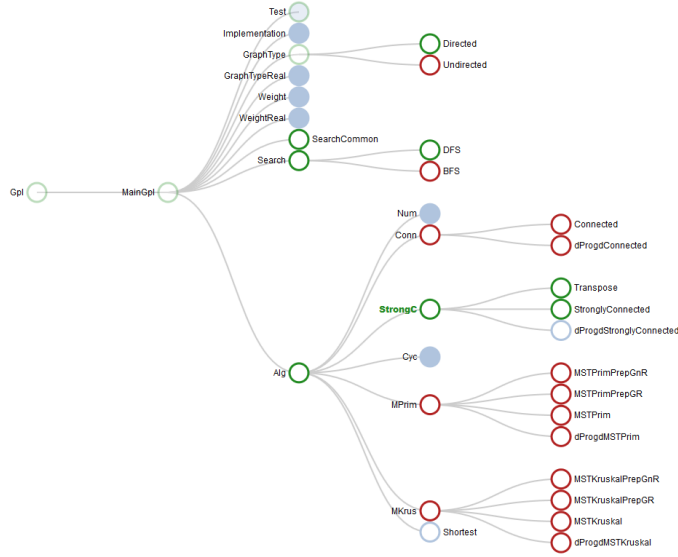 Test
Implementation
GraphType
Directed
Undirected
GraphTypeReal
Weight
WeightReal
SearchCommon
Search
DFS
BFS
Gpl
MainGpl
Num
Conn
Connected
dProgdConnected
StrongC
Transpose
StronglyConnected
dProgdStronglyConnected
Cyc
Alg
MPrim
MSTPrimPrepGnR
MSTPrimPrepGR
MSTPrim
dProgdMSTPrim
MKrus
Shortest
MSTKruskalPrepGnR
MSTKruskalPrepGR
MSTKruskal
dProgdMSTKruskal